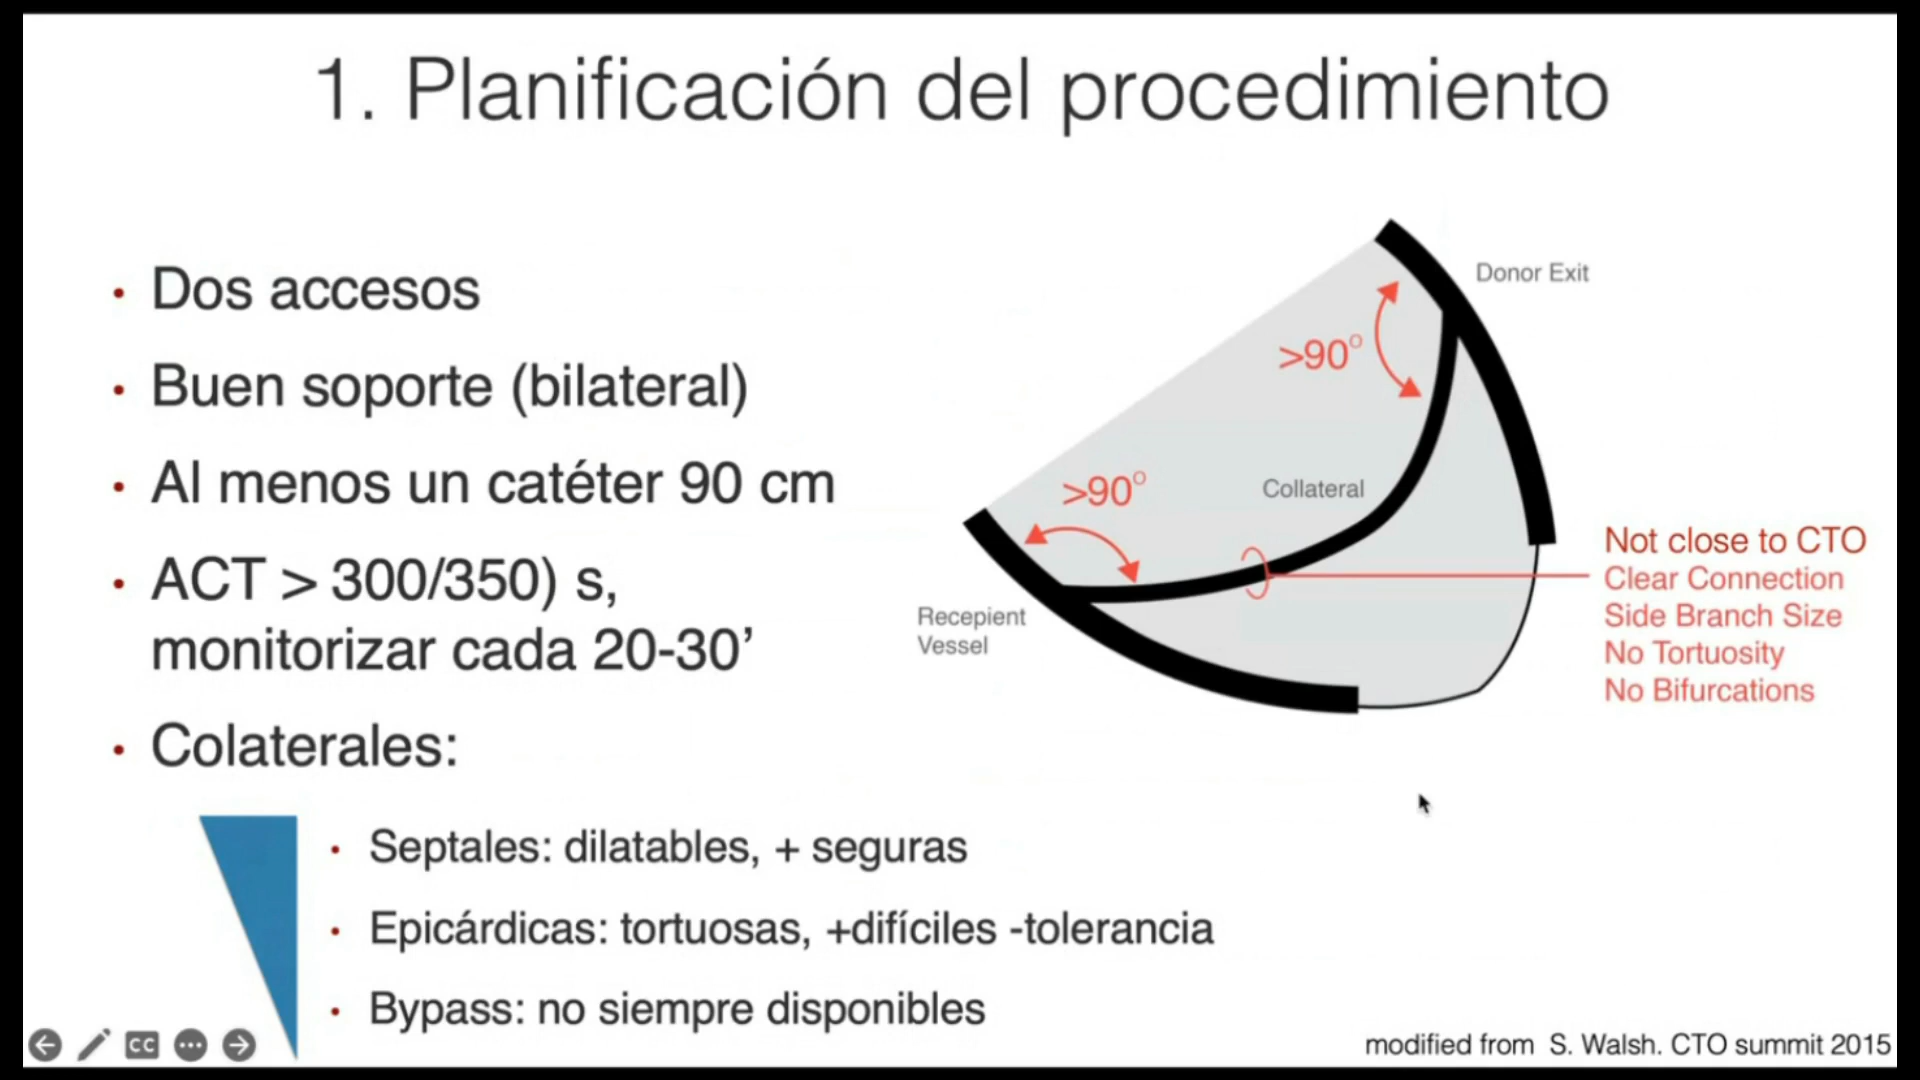 1. Planificación del procedimiento
• Dos accesos
• Buen soporte (bilateral)
• Al menos un catéter 90 cm
• ACT > 300/350) s,
monitorizar cada 20-30’
• Colaterales:
• Septales: dilatables, + seguras
• Epicárdicas: tortuosas, +difíciles -tolerancia
• Bypass: no siempre disponibles
Donor Exit
>90º
>90º
Collateral
Recepient
Vessel
Not close to CTO
Clear Connection
Side Branch Size
No Tortuosity
No Bifurcations
CC
modified from S. Walsh. CTO summit 2015